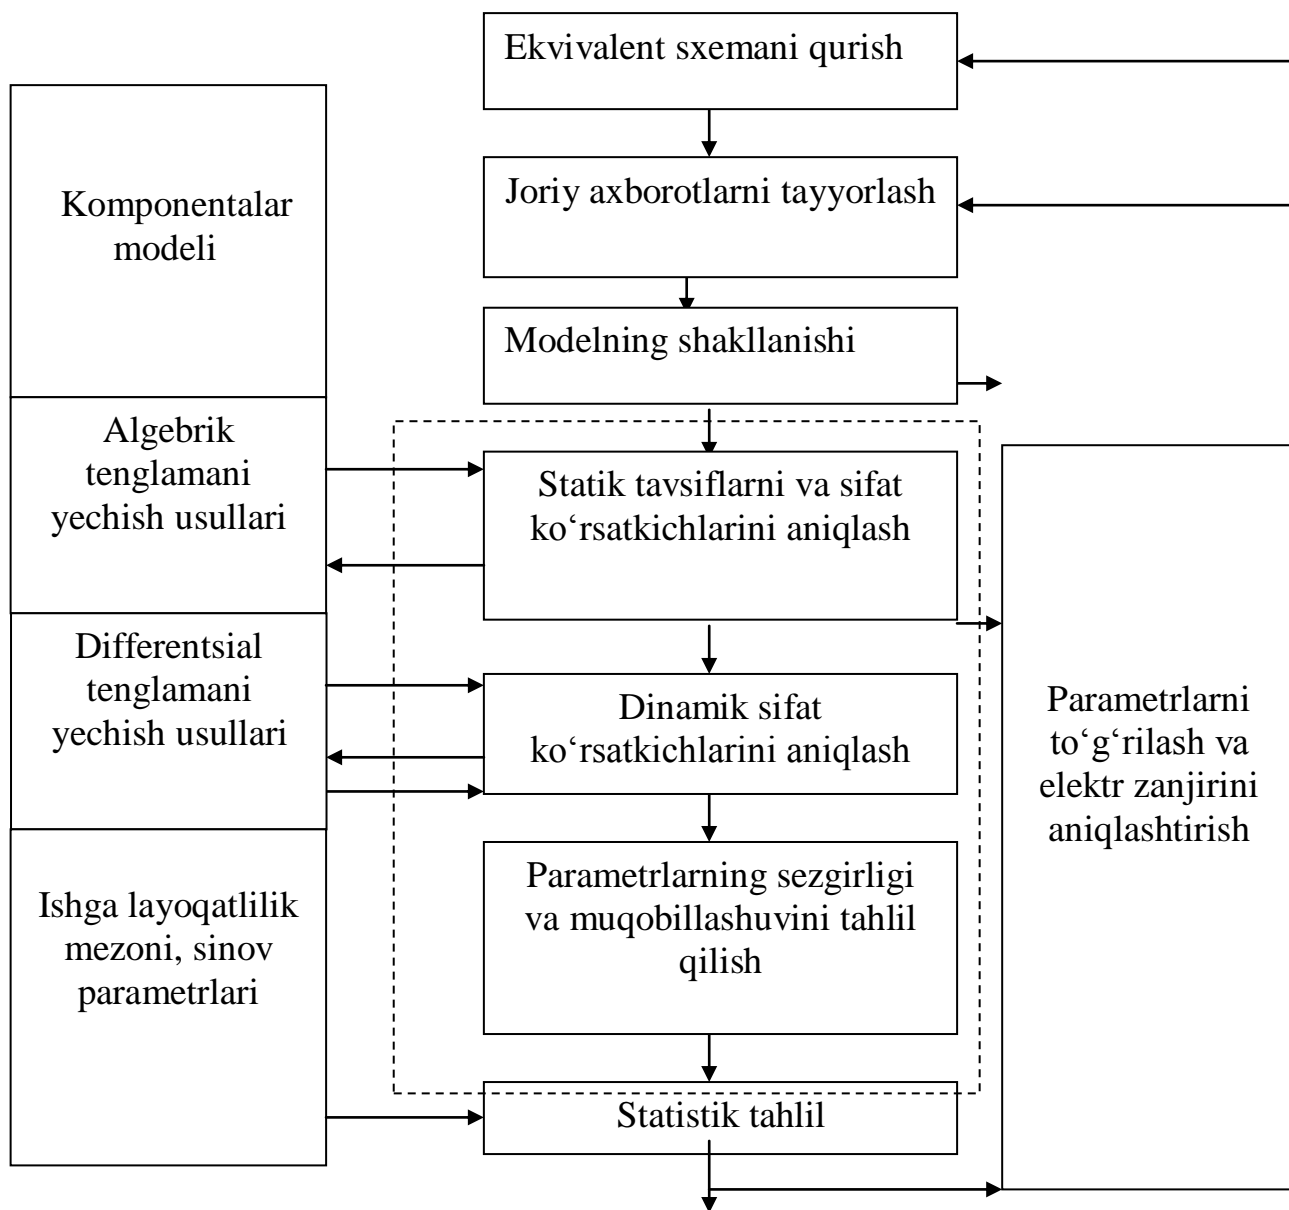 Ekvivalent sxemani qurish
Joriy axborotlarni tayyorlash
Modelning shakllanishi
Komponentalar
modeli
Algebrik
tenglamani
yechish usullari
Differentsial
tenglamani
yechish usullari
Ishga layoqatlilik
mezoni, sinov
parametrlari
Statik tavsiflarni va sifat
ko‘rsatkichlarini aniqlash
Dinamik sifat
ko‘rsatkichlarini aniqlash
Parametrlarning sezgirligi
va muqobillashuvini tahlil
qilish
Statistik tahlil
Parametrlarni
to‘g‘rilash va
elektr zanjirini
aniqlashtirish